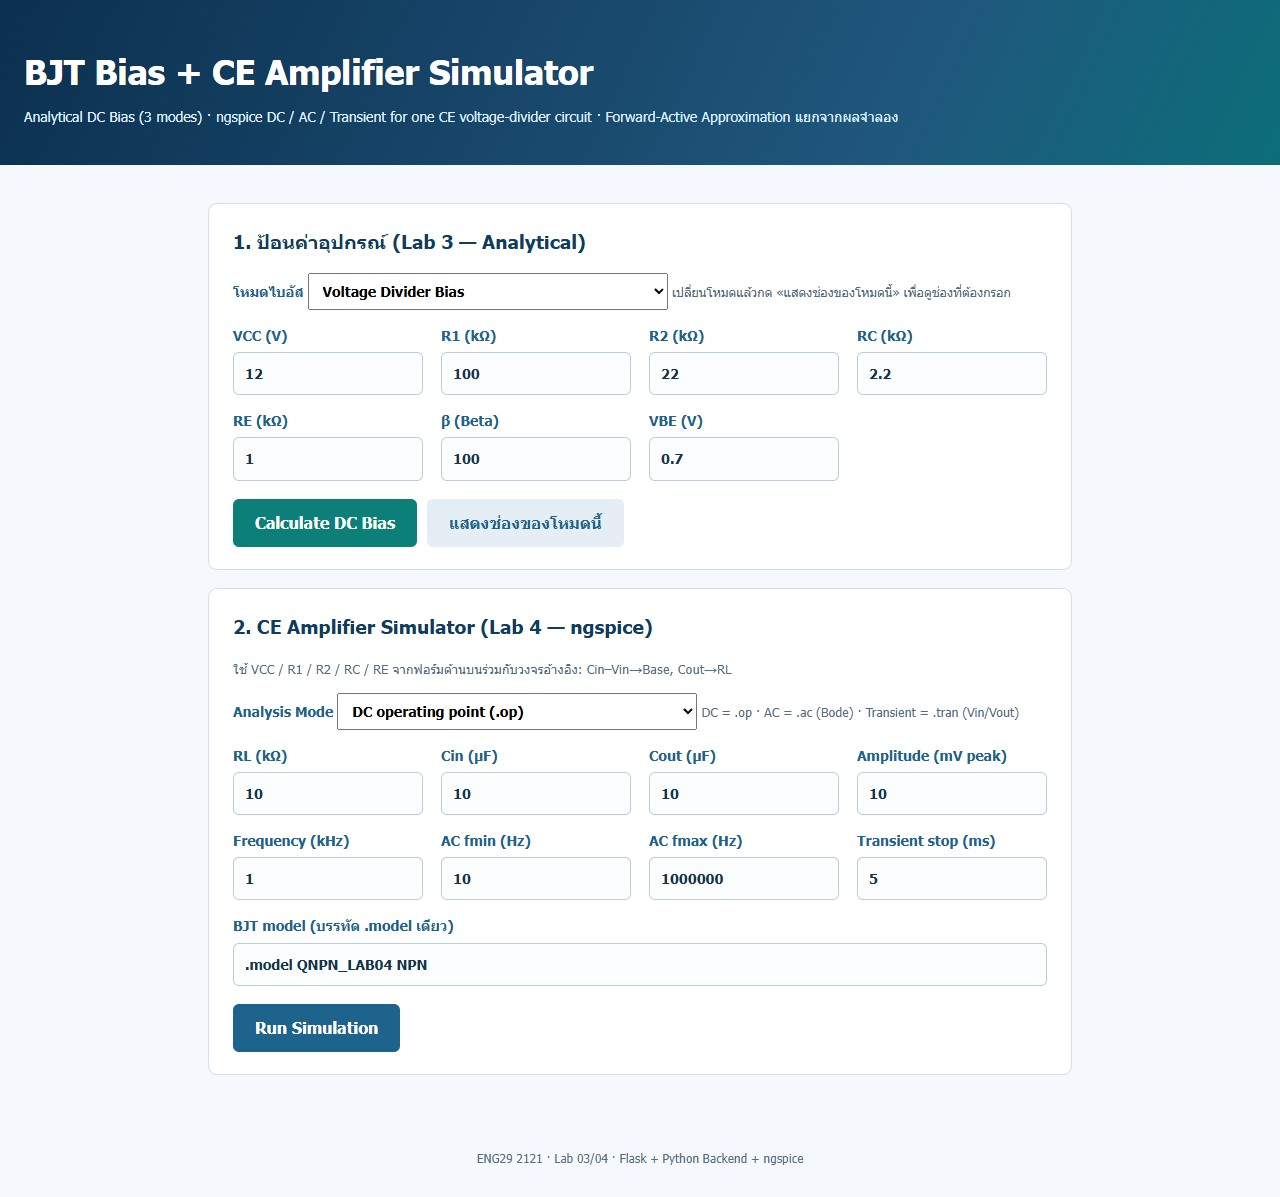 BJT Bias + CE Amplifier Simulator
Analytical DC Bias (3 modes) · ngspice DC / AC / Transient for one CE voltage-divider circuit · Forward-Active Approximation แยกจากผลจำลอง
1. ป้อนค่าอุปกรณ์ (Lab 3 — Analytical)
โหมดไบอัส Voltage Divider Bias เปลี่ยนโหมดแล้วกด «แสดงช่องของโหมดนี้» เพื่อดูช่องที่ต้องกรอก
VCC (V) R1 (kΩ) R2 (kΩ) RC (kΩ)
12 100 22 2.2
RE (kΩ) β (Beta) VBE (V)
1 100 0.7
Calculate DC Bias แสดงช่องของโหมดนี้
2. CE Amplifier Simulator (Lab 4 — ngspice)
ใช้ VCC / R1 / R2 / RC / RE จากฟอร์มด้านบนร่วมกับวงจรอ้างอิง: Cin–Vin→Base, Cout→RL
Analysis Mode DC operating point (.op) DC = .op · AC = .ac (Bode) · Transient = .tran (Vin/Vout)
RL (kΩ) Cin (µF) Cout (µF) Amplitude (mV peak)
10 10 10 10
Frequency (kHz) AC fmin (Hz) AC fmax (Hz) Transient stop (ms)
1 10 1000000 5
BJT model (บรรทัด .model เดียว)
.model QNPN_LAB04 NPN
Run Simulation
ENG29 2121 · Lab 03/04 · Flask + Python Backend + ngspice